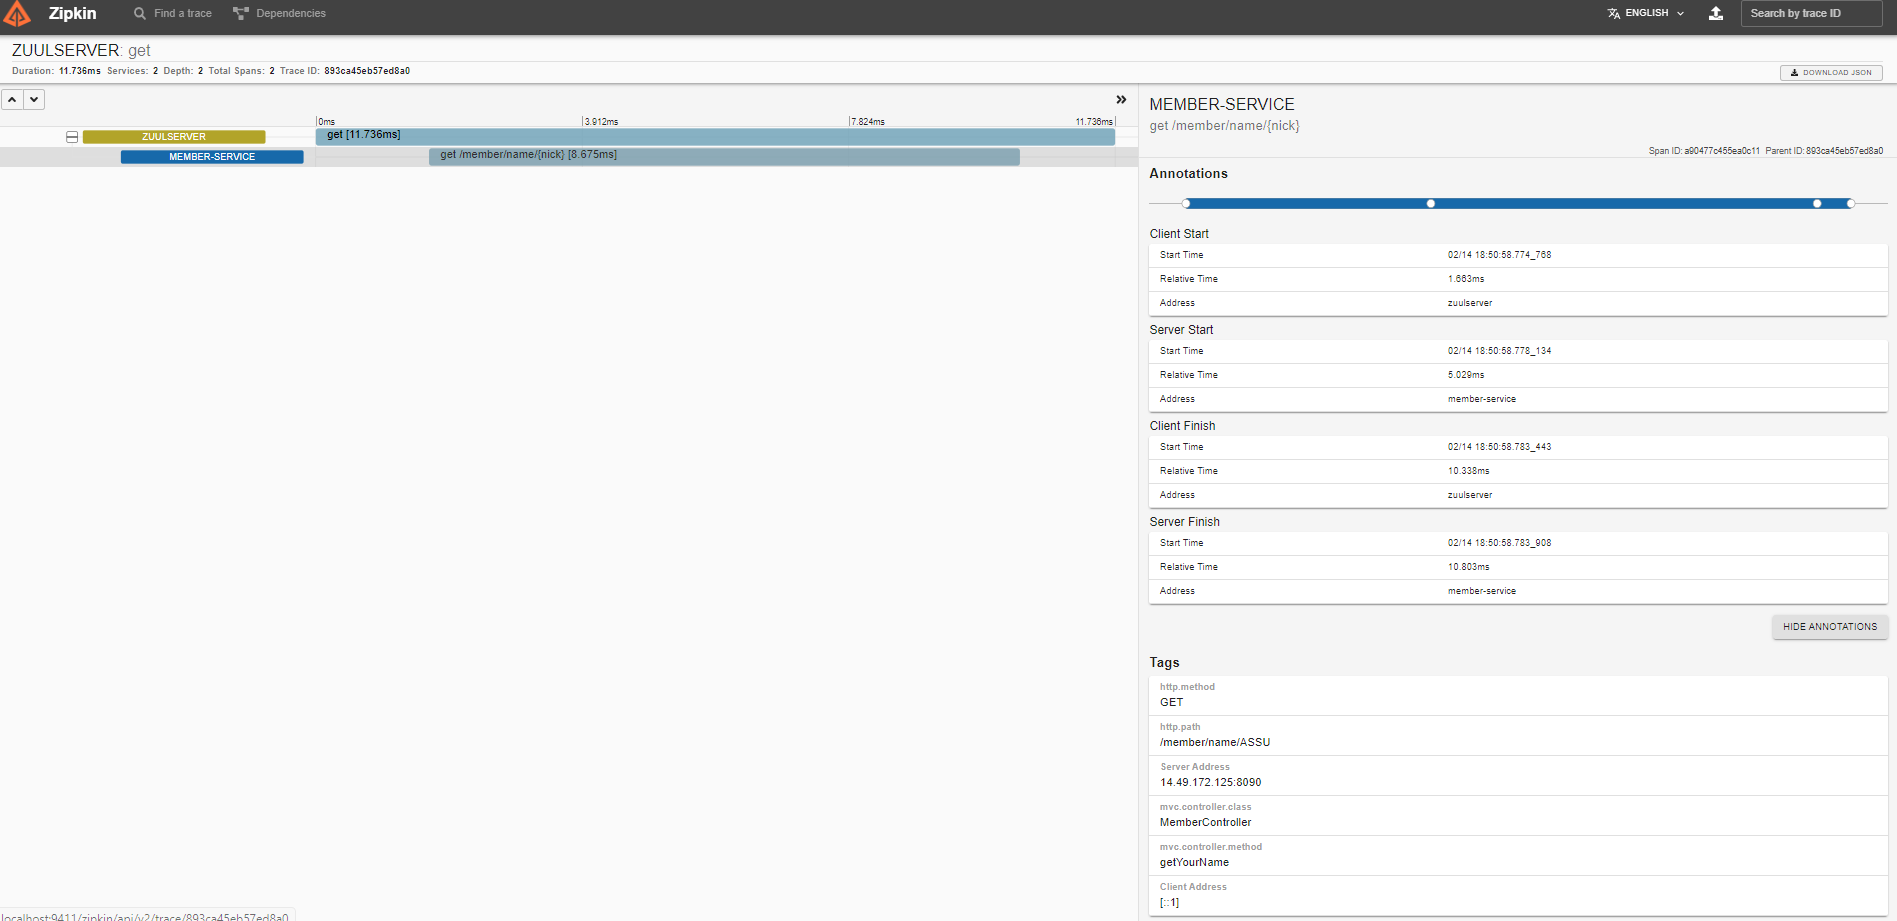 Zipkin Find a trace Dependencies ENGLISH Search by trace ID
ZUULSERVER: get
Duration: 11.736ms Services: 2 Depth: 2 Total Spans: 2 Trace ID: 893ca45eb57ed8a0
DOWNLOAD JSON
0ms 3.912ms 7.824ms 11.736ms
ZUULSERVER get [11.736ms]
MEMBER-SERVICE get /member/name/{nick} [8.675ms]
MEMBER-SERVICE
get /member/name/{nick}
Span ID: a90477c455ea0c11 Parent ID: 893ca45eb57ed8a0
Annotations
Client Start
Start Time 02/14 18:50:58.774_768
Relative Time 1.663ms
Address zuulserver
Server Start
Start Time 02/14 18:50:58.778_134
Relative Time 5.029ms
Address member-service
Client Finish
Start Time 02/14 18:50:58.783_443
Relative Time 10.338ms
Address zuulserver
Server Finish
Start Time 02/14 18:50:58.783_908
Relative Time 10.803ms
Address member-service
HIDE ANNOTATIONS
Tags
http.method
GET
http.path
/member/name/ASSU
Server Address
14.49.172.125:8090
mvc.controller.class
MemberController
mvc.controller.method
getYourName
Client Address
[::1]
localhost:9411/zipkin/api/v2/trace/893ca45eb57ed8a0